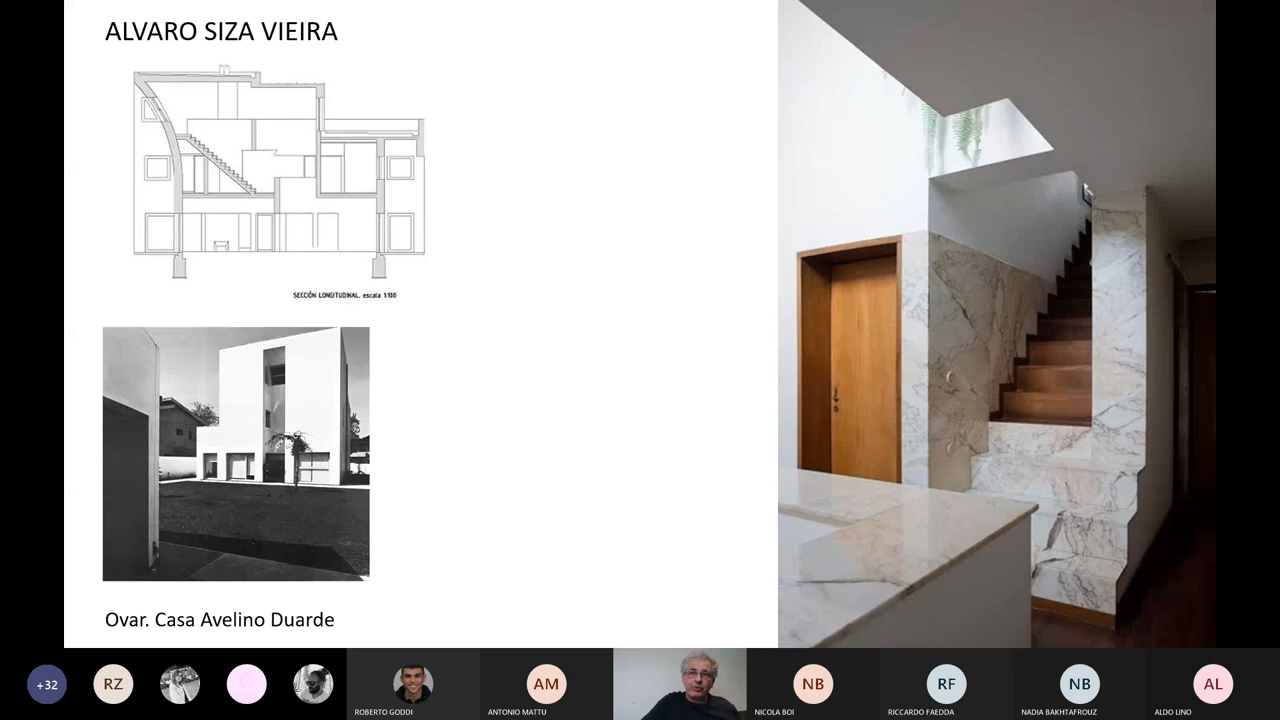 ALVARO SIZA VIEIRA
SECCIÓN LONGITUDINAL. escala 1:100
Ovar. Casa Avelino Duarde
+32
RZ
AM
NB
RF
NB
AL
ROBERTO GODDI
ANTONIO MATTU
NICOLA BOI
RICCARDO FAEDDA
NADIA BAKHTAFROUZ
ALDO LINO